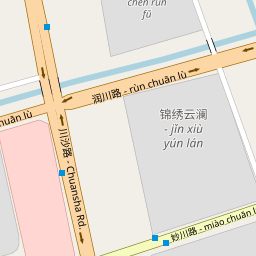 chén rùn
fǔ
润川路 - rùn chuān lù
chuān lù
锦绣云澜
- jǐn xiù
yún lán
川沙路 - Chuansha Rd.
妙川路 - miào chuān l